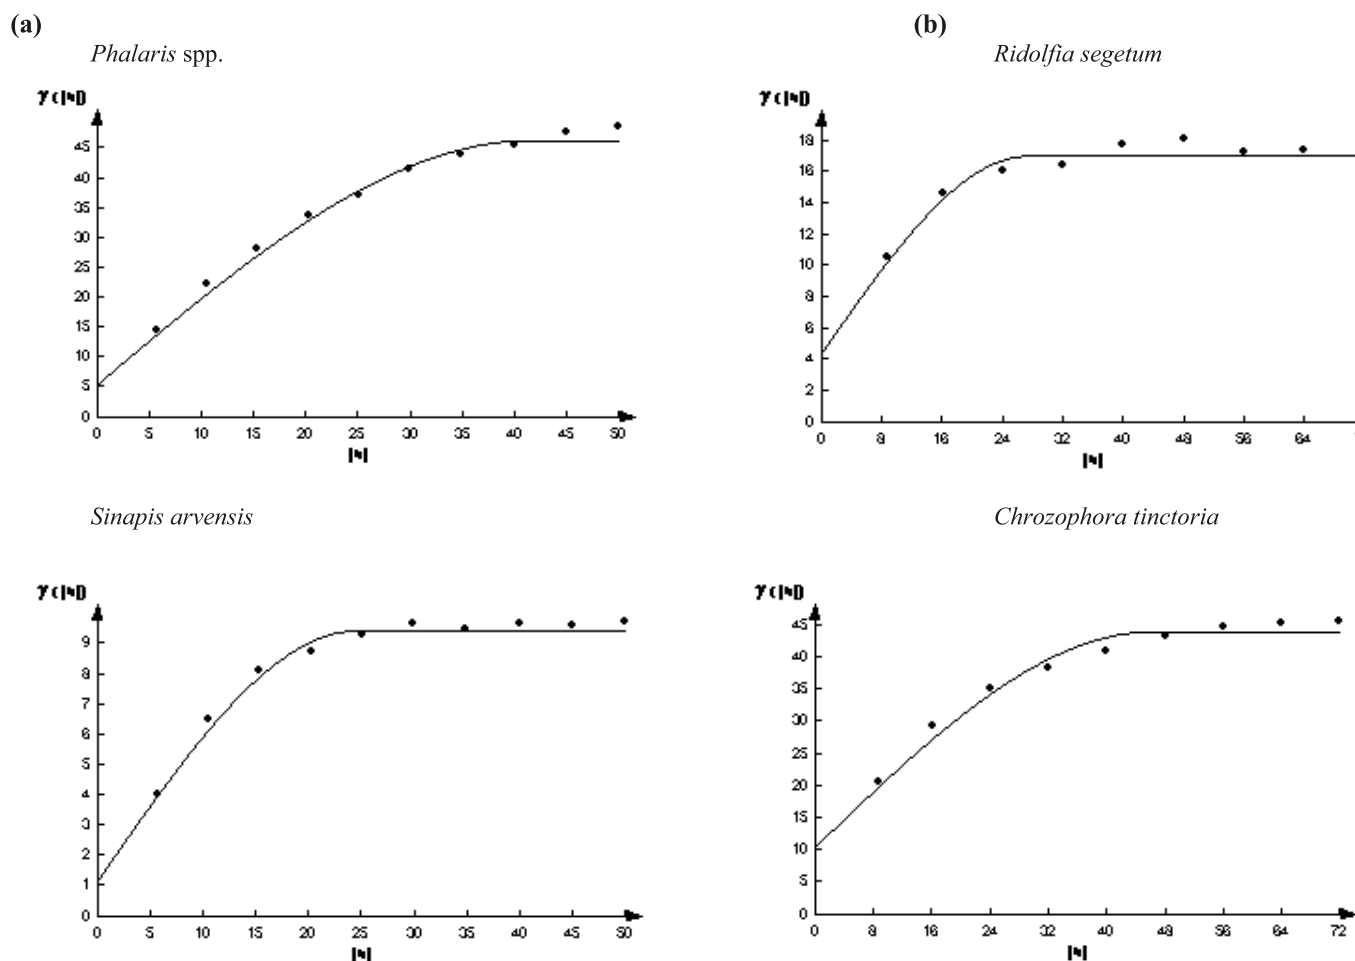 (a)
Phalaris spp.
γ (|h|)
45
40
35
30
25
20
15
10
5
0
0 5 10 15 20 25 30 35 40 45 50
|h|
(b)
Ridolfia segetum
γ (|h|)
18
16
14
12
10
8
6
4
2
0
0 8 16 24 32 40 48 56 64
|h|
Sinapis arvensis
γ (|h|)
9
8
7
6
5
4
3
2
1
0
0 5 10 15 20 25 30 35 40 45 50
|h|
Chrozophora tinctoria
γ (|h|)
45
40
35
30
25
20
15
10
5
0
0 8 16 24 32 40 48 56 64 72
|h|